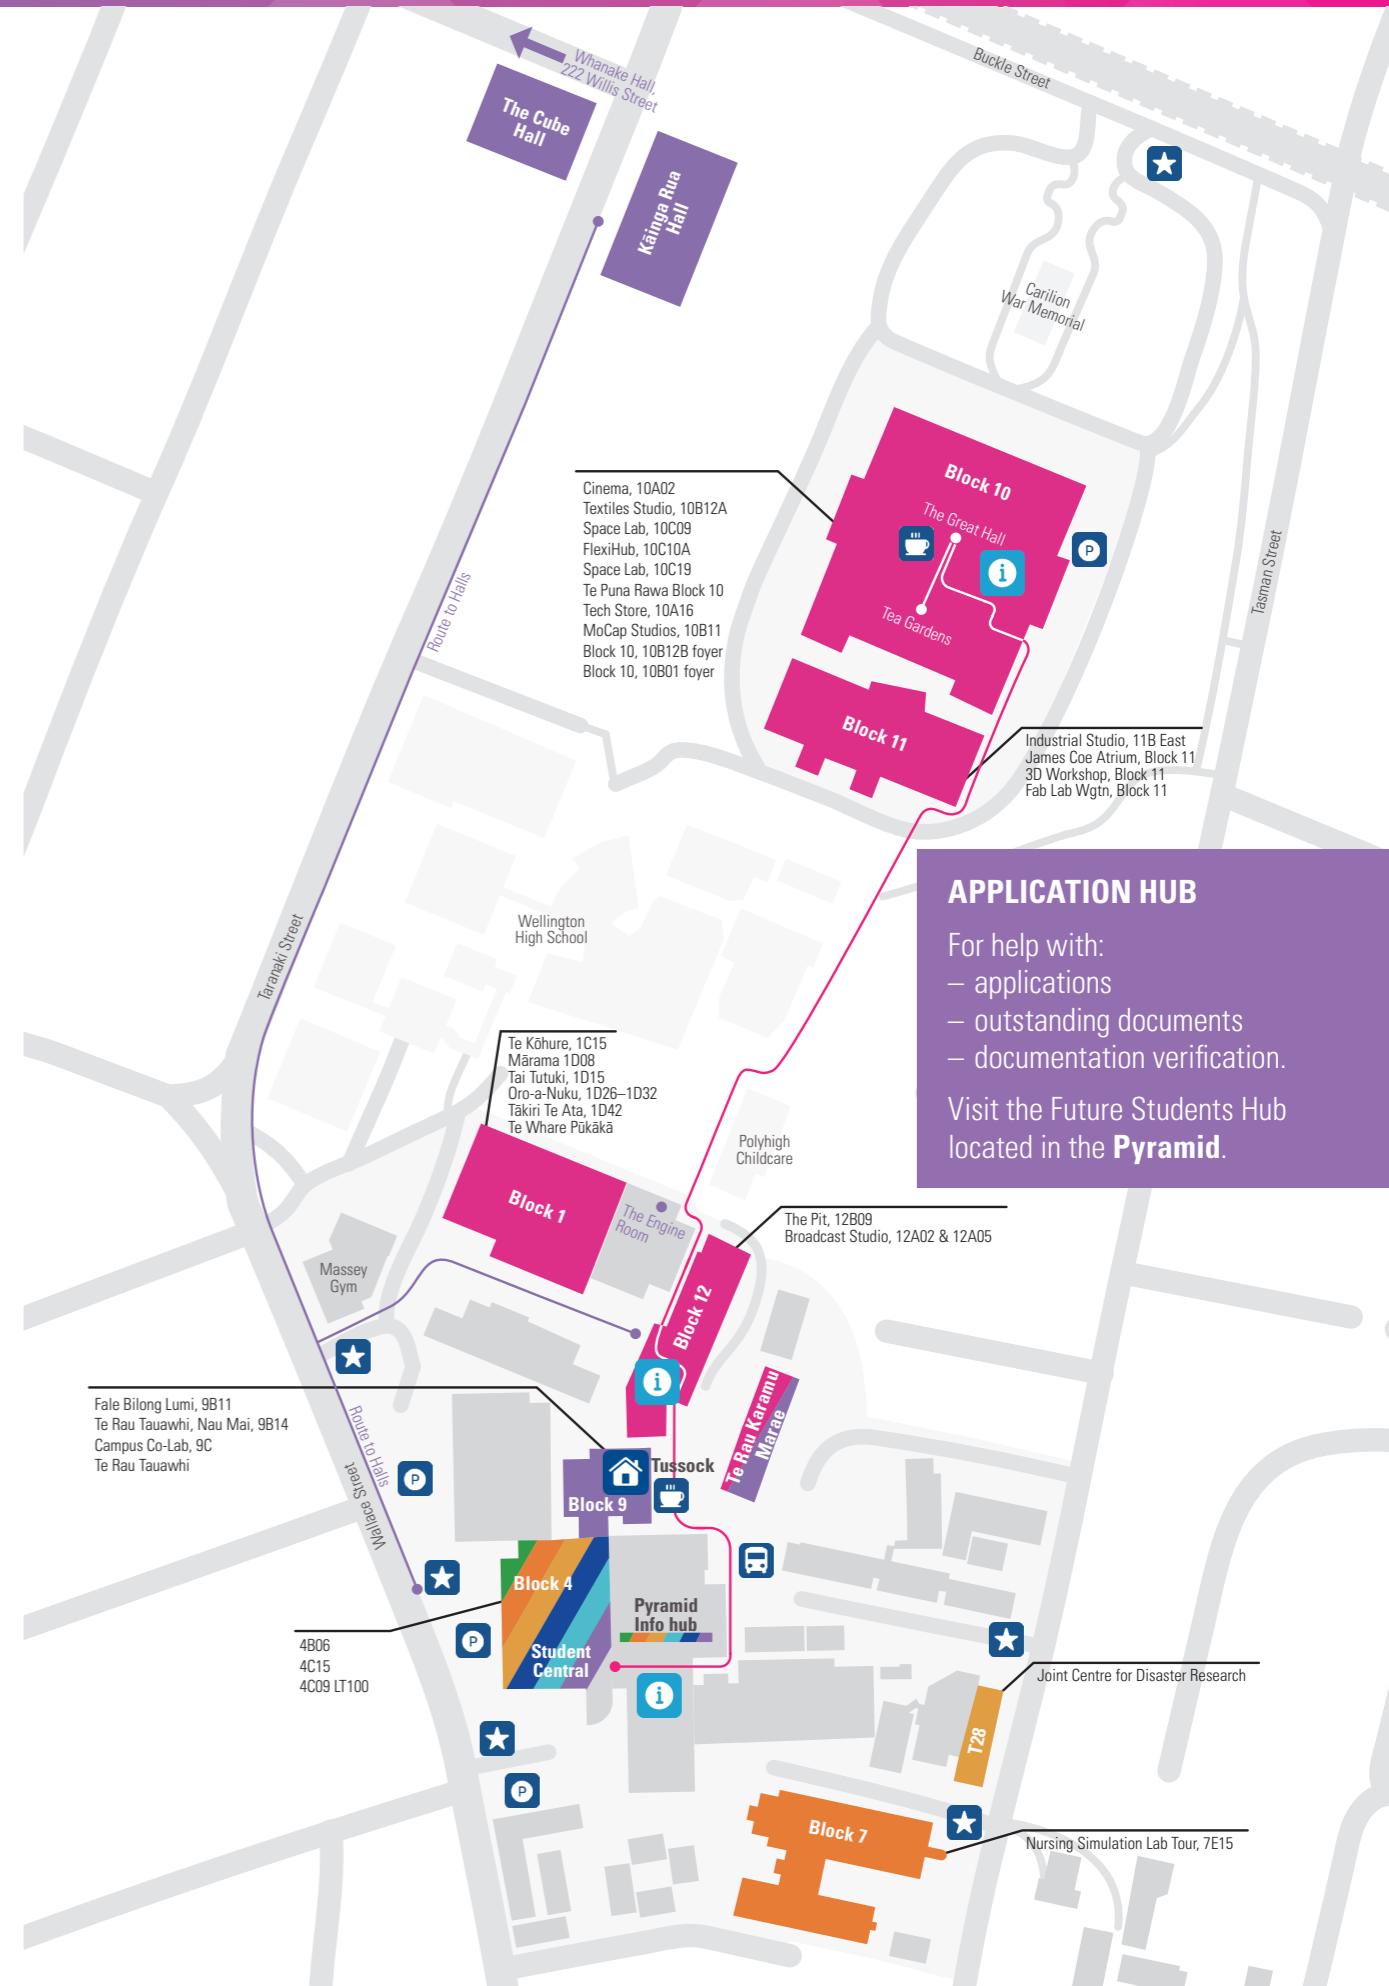 Whanake Hall,
222 Willis Street
Buckle Street
The Cube
Hall
Kāinga Rua
Hall
Carilion
War Memorial
Block 10
The Great Hall
Tea Gardens
P
Cinema, 10A02
Textiles Studio, 10B12A
Space Lab, 10C09
FlexiHub, 10C10A
Space Lab, 10C19
Te Puna Rawa Block 10
Tech Store, 10A16
MoCap Studios, 10B11
Block 10, 10B12B foyer
Block 10, 10B01 foyer
Tasman Street
Route to Halls
Block 11
Industrial Studio, 11B East
James Coe Atrium, Block 11
3D Workshop, Block 11
Fab Lab Wgtn, Block 11
APPLICATION HUB
For help with:
– applications
– outstanding documents
– documentation verification.
Visit the Future Students Hub
located in the Pyramid.
Wellington
High School
Taranaki Street
Te Kōhure, 1C15
Mārama 1D08
Tai Tutuki, 1D15
Oro-a-Nuku, 1D26–1D32
Tākiri Te Ata, 1D42
Te Whare Pūkākā
Polyhigh
Childcare
Block 1
The Engine
Room
The Pit, 12B09
Broadcast Studio, 12A02 & 12A05
Massey
Gym
Block 12
Te Rau Karamu
Marae
Fale Bilong Lumi, 9B11
Te Rau Tauawhi, Nau Mai, 9B14
Campus Co-Lab, 9C
Te Rau Tauawhi
Route to Halls
Wallace Street
P
Tussock
Block 9
Block 4
Student
Central
Pyramid
Info hub
P
4B06
4C15
4C09 LT100
Joint Centre for Disaster Research
T28
P
Block 7
Nursing Simulation Lab Tour, 7E15